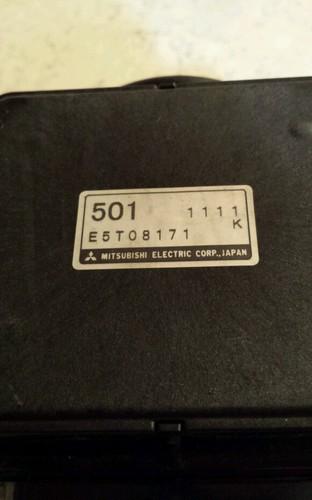 501 1111
E5T08171 K
MITSUBISHI ELECTRIC CORP., JAPAN